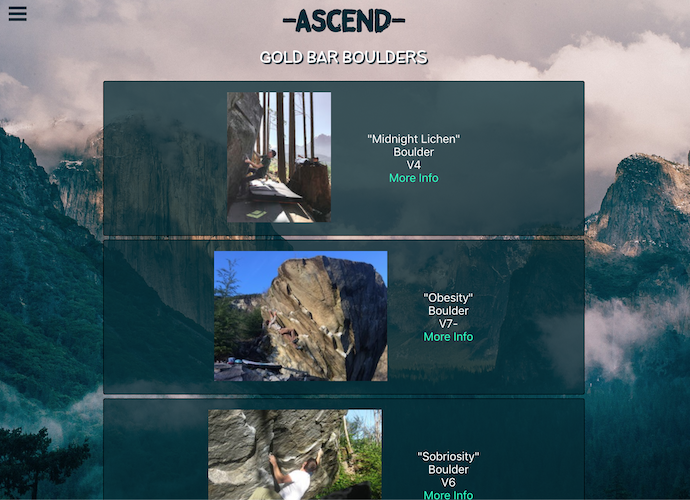 -ASCEND-
GOLD BAR BOULDERS
"Midnight Lichen"
Boulder
V4
More Info
"Obesity"
Boulder
V7-
More Info
"Sobriosity"
Boulder
V6
More Info